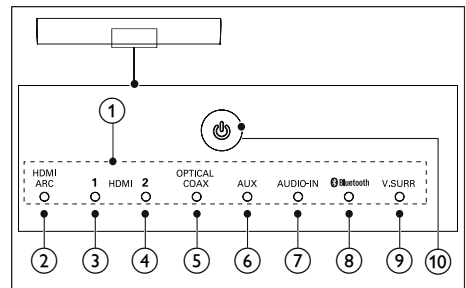 1
HDMI ARC
1 HDMI 2
OPTICAL COAX
AUX
AUDIO-IN
Bluetooth
V.SURR
2 3 4 5 6 7 8 9 10